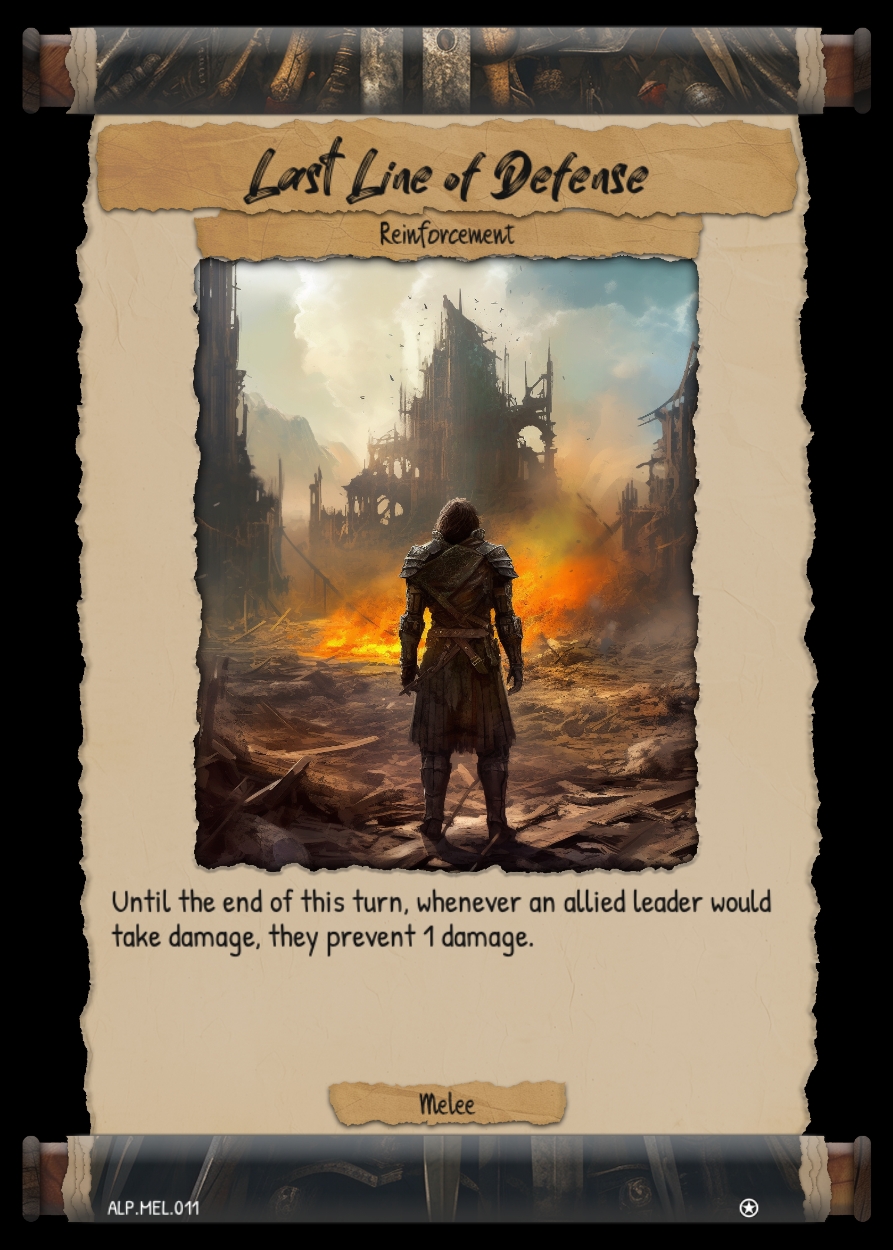 Last Line of Defense
Reinforcement
Until the end of this turn, whenever an allied leader would
take damage, they prevent 1 damage.
Melee
ALP.MEL.011